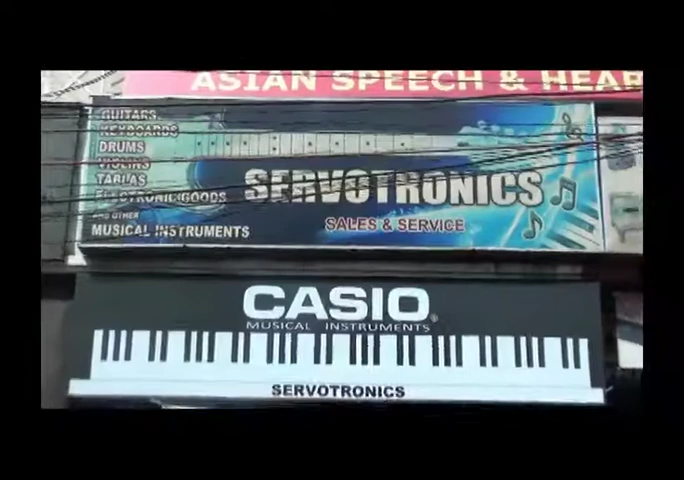 ASIAN SPEECH & HEAR
GUITARS
KEYBOARDS
DRUMS
VIOLINS
TABLAS
ELECTRONIC GOODS
AND OTHER
MUSICAL INSTRUMENTS
SERVOTRONICS
SALES & SERVICE
CASIO®
MUSICAL INSTRUMENTS
SERVOTRONICS